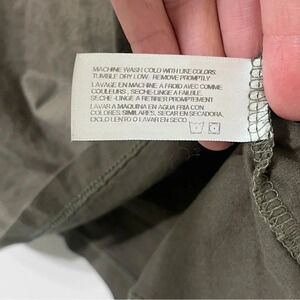 MACHINE WASH COLD WITH LIKE COLORS,
TUMBLE DRY LOW. REMOVE PROMPTLY.
LAVAGE EN MACHINE A FROID AVEC COMME
COULEURS, SECHE-LINGE A FAIBLE.
SECHE-LINGE A RETIRER PROMPTEMENT.
LAVAR A MAQUINA EN AGUA FRIA CON
COLORES SIMILARES, SECAR EN SECADORA,
CICLO LENTO O LAVAR EN SECO